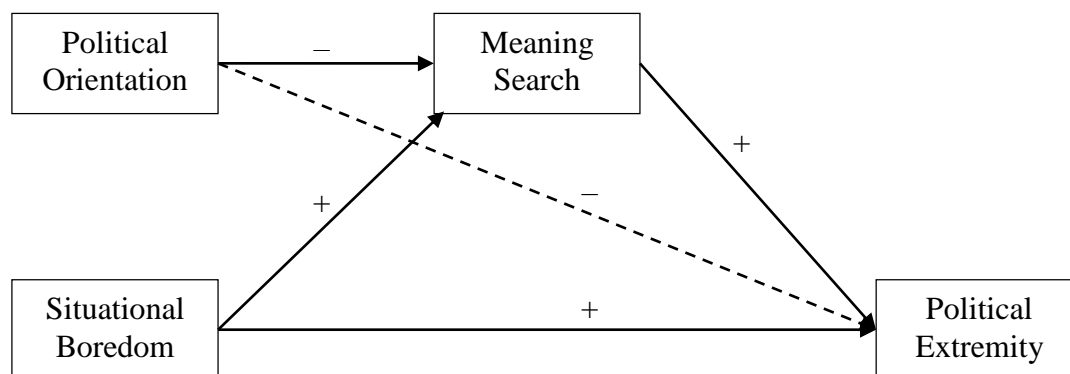 Political
Orientation
–
Meaning
Search
+
–
+
Situational
Boredom
+
Political
Extremity